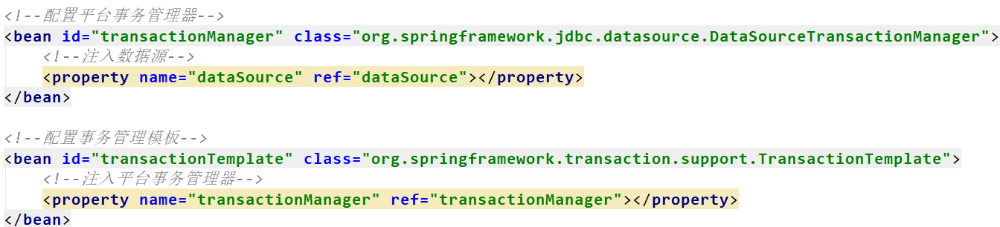 <!--配置平台事务管理器-->
<bean id="transactionManager" class="org.springframework.jdbc.datasource.DataSourceTransactionManager">
<!--注入数据源-->
<property name="dataSource" ref="dataSource"></property>
</bean>
<!--配置事务管理模板-->
<bean id="transactionTemplate" class="org.springframework.transaction.support.TransactionTemplate">
<!--注入平台事务管理器-->
<property name="transactionManager" ref="transactionManager"></property>
</bean>